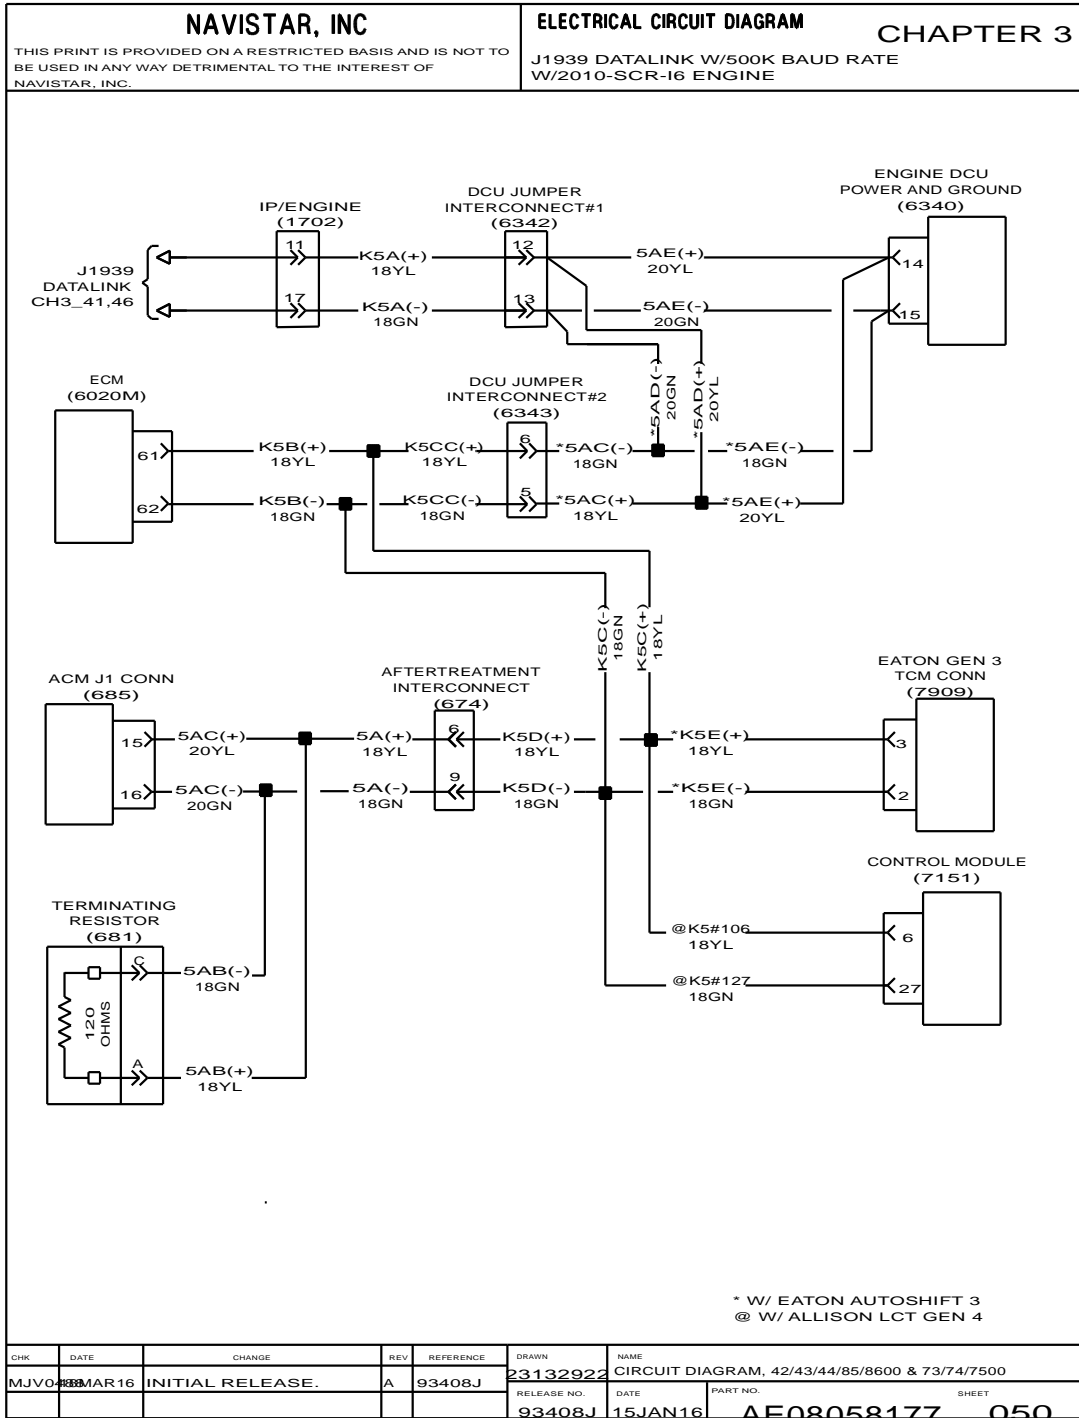 NAVISTAR, INC
THIS PRINT IS PROVIDED ON A RESTRICTED BASIS AND IS NOT TO
BE USED IN ANY WAY DETRIMENTAL TO THE INTEREST OF
NAVISTAR, INC.
ELECTRICAL CIRCUIT DIAGRAM
CHAPTER 3
J1939 DATALINK W/500K BAUD RATE
W/2010-SCR-I6 ENGINE
ENGINE DCU
POWER AND GROUND
(6340)
14
15
DCU JUMPER
INTERCONNECT#1
(6342)
12
13
IP/ENGINE
(1702)
11
17
J1939
DATALINK
CH3_41,46
K5A(+)
18YL
K5A(-)
18GN
5AE(+)
20YL
5AE(-)
20GN
*5AD(-)
20GN
*5AD(+)
20YL
ECM
(6020M)
61
62
DCU JUMPER
INTERCONNECT#2
(6343)
6
5
K5B(+)
18YL
K5CC(+)
18YL
*5AC(-)
18GN
*5AE(-)
18GN
K5B(-)
18GN
K5CC(-)
18GN
*5AC(+)
18YL
*5AE(+)
20YL
K5C(-)
18GN
K5C(+)
18YL
ACM J1 CONN
(685)
15
16
AFTERTREATMENT
INTERCONNECT
(674)
6
9
EATON GEN 3
TCM CONN
(7909)
3
2
5AC(+)
20YL
5A(+)
18YL
K5D(+)
18YL
*K5E(+)
18YL
5AC(-)
20GN
5A(-)
18GN
K5D(-)
18GN
*K5E(-)
18GN
CONTROL MODULE
(7151)
6
27
@K5#106
18YL
@K5#127
18GN
TERMINATING
RESISTOR
(681)
C
A
120
OHMS
5AB(-)
18GN
5AB(+)
18YL
* W/ EATON AUTOSHIFT 3
@ W/ ALLISON LCT GEN 4
CHK DATE CHANGE REV REFERENCE DRAWN NAME
MAR16 INITIAL RELEASE. A 93408J 23132922 CIRCUIT DIAGRAM, 42/43/44/85/8600 & 73/74/7500
RELEASE NO. DATE PART NO. SHEET
93408J 15JAN16 AE08058177 050